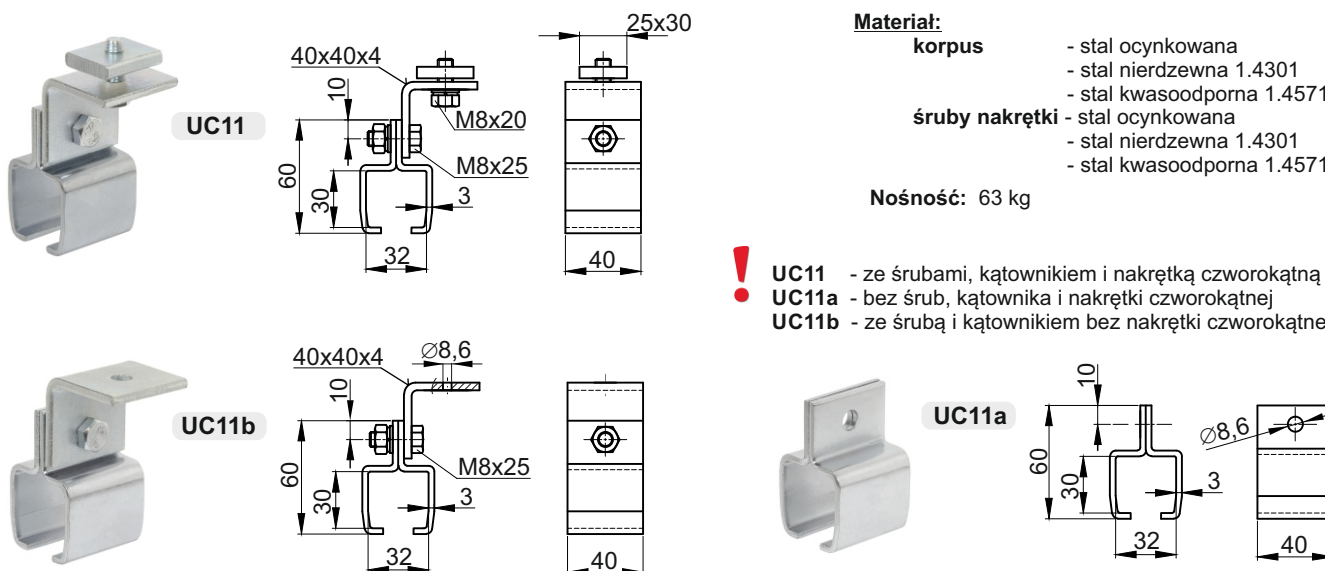 25x30
40x40x4
10
UC11
M8x20
M8x25
60
30
3
32
40
Materiał:
korpus - stal ocynkowana
- stal nierdzewna 1.4301
- stal kwasoodporna 1.4571
śruby nakrętki - stal ocynkowana
- stal nierdzewna 1.4301
- stal kwasoodporna 1.4571
Nośność: 63 kg
! UC11 - ze śrubami, kątownikiem i nakrętką czworokątną
UC11a - bez śrub, kątownika i nakrętki czworokątnej
UC11b - ze śrubą i kątownikiem bez nakrętki czworokątne
40x40x4
∅8,6
10
UC11b
M8x25
60
30
3
32
40
UC11a
10
∅8,6
60
30
3
32
40